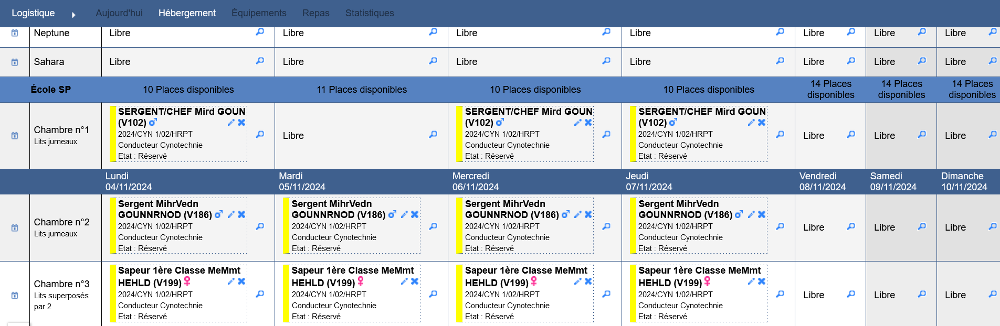 Logistique Aujourd'hui Hébergement Équipements Repas Statistiques
Neptune Libre Libre Libre Libre Libre Libre Libre
Sahara Libre Libre Libre Libre Libre Libre Libre
École SP 10 Places disponibles 11 Places disponibles 10 Places disponibles 10 Places disponibles 14 Places disponibles 14 Places disponibles 14 Places disponibles
Chambre n°1
Lits jumeaux
SERGENT/CHEF Mird GOUN
(V102)
2024/CYN 1/02/HRPT
Conducteur Cynotechnie
Etat : Réservé
Libre
SERGENT/CHEF Mird GOUN
(V102)
2024/CYN 1/02/HRPT
Conducteur Cynotechnie
Etat : Réservé
SERGENT/CHEF Mird GOUN
(V102)
2024/CYN 1/02/HRPT
Conducteur Cynotechnie
Etat : Réservé
Libre
Libre
Libre
Lundi
04/11/2024
Mardi
05/11/2024
Mercredi
06/11/2024
Jeudi
07/11/2024
Vendredi
08/11/2024
Samedi
09/11/2024
Dimanche
10/11/2024
Chambre n°2
Lits jumeaux
Sergent MihrVedn
GOUNNRNOD (V186)
2024/CYN 1/02/HRPT
Conducteur Cynotechnie
Etat : Réservé
Sergent MihrVedn
GOUNNRNOD (V186)
2024/CYN 1/02/HRPT
Conducteur Cynotechnie
Etat : Réservé
Sergent MihrVedn
GOUNNRNOD (V186)
2024/CYN 1/02/HRPT
Conducteur Cynotechnie
Etat : Réservé
Sergent MihrVedn
GOUNNRNOD (V186)
2024/CYN 1/02/HRPT
Conducteur Cynotechnie
Etat : Réservé
Libre
Libre
Libre
Chambre n°3
Lits superposés
par 2
Sapeur 1ère Classe MeMmt
HEHLD (V199)
2024/CYN 1/02/HRPT
Conducteur Cynotechnie
Etat : Réservé
Sapeur 1ère Classe MeMmt
HEHLD (V199)
2024/CYN 1/02/HRPT
Conducteur Cynotechnie
Etat : Réservé
Sapeur 1ère Classe MeMmt
HEHLD (V199)
2024/CYN 1/02/HRPT
Conducteur Cynotechnie
Etat : Réservé
Sapeur 1ère Classe MeMmt
HEHLD (V199)
2024/CYN 1/02/HRPT
Conducteur Cynotechnie
Etat : Réservé
Libre
Libre
Libre